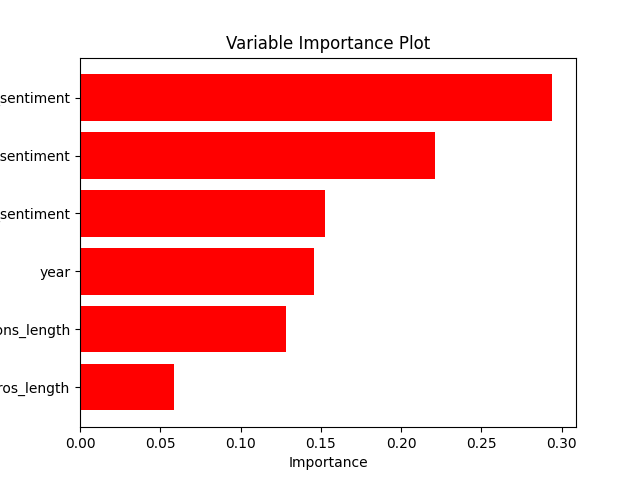 Variable Importance Plot
sentiment
sentiment
sentiment
year
ons_length
ros_length
0.00 0.05 0.10 0.15 0.20 0.25 0.30
Importance